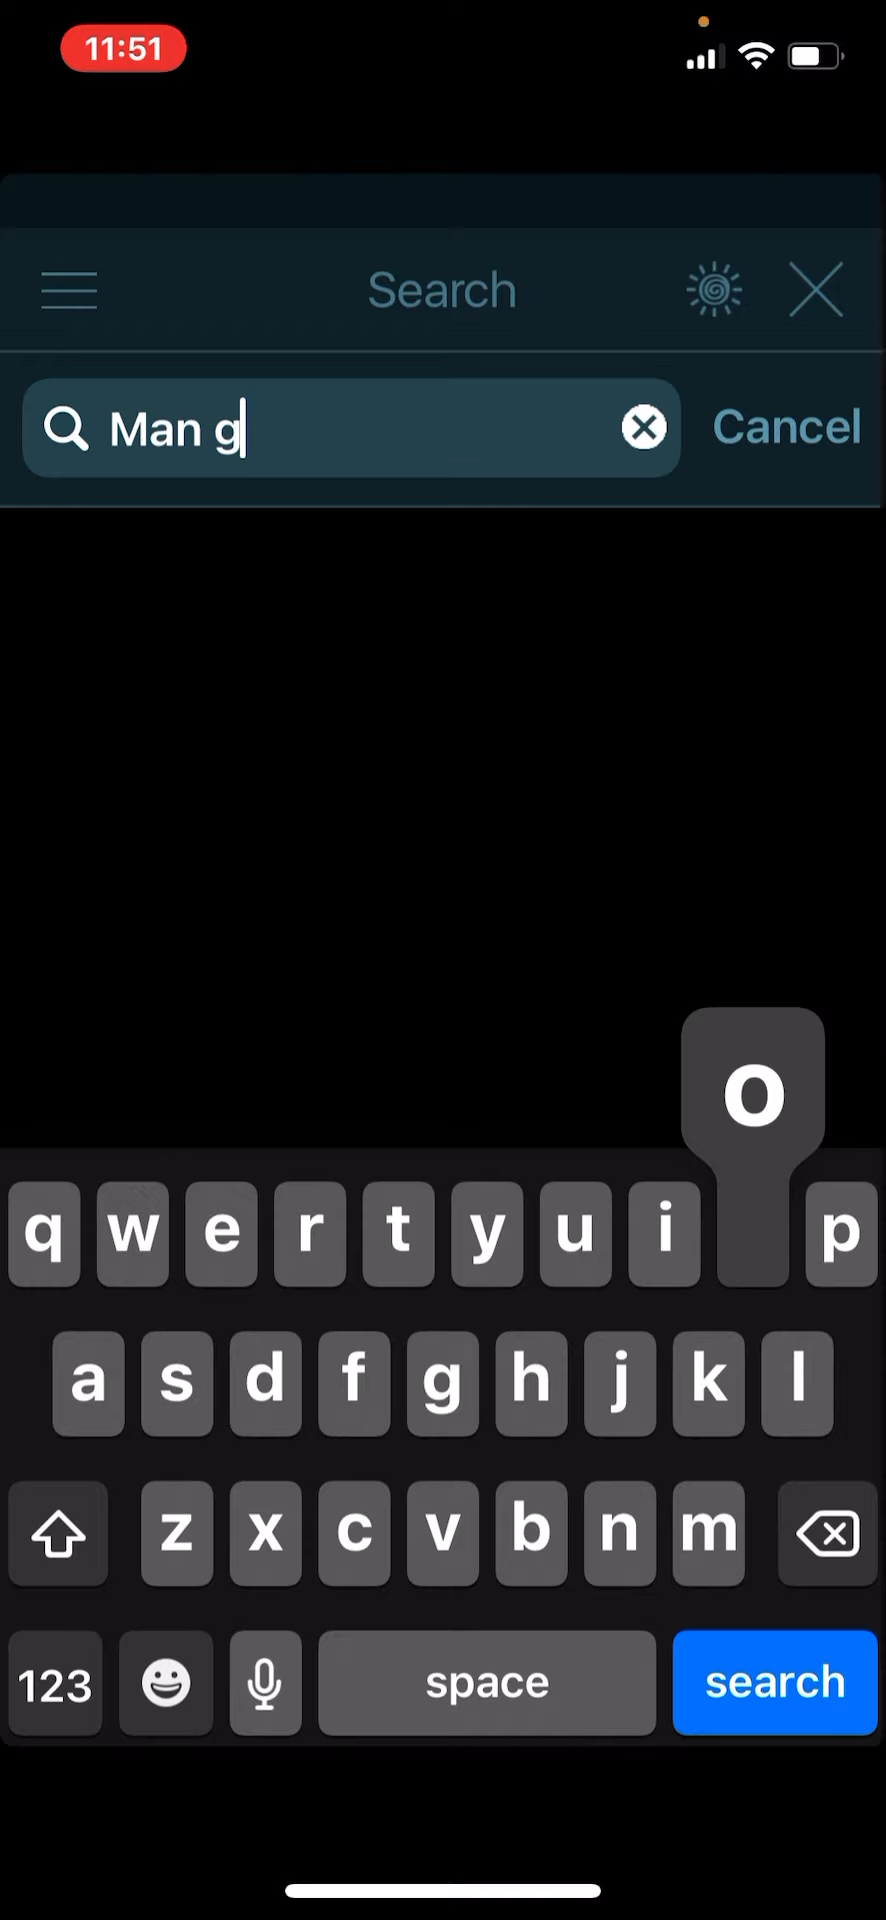 11:51
Search
Man g
Cancel
o
q w e r t y u i p
a s d f g h j k l
z x c v b n m
123 space search